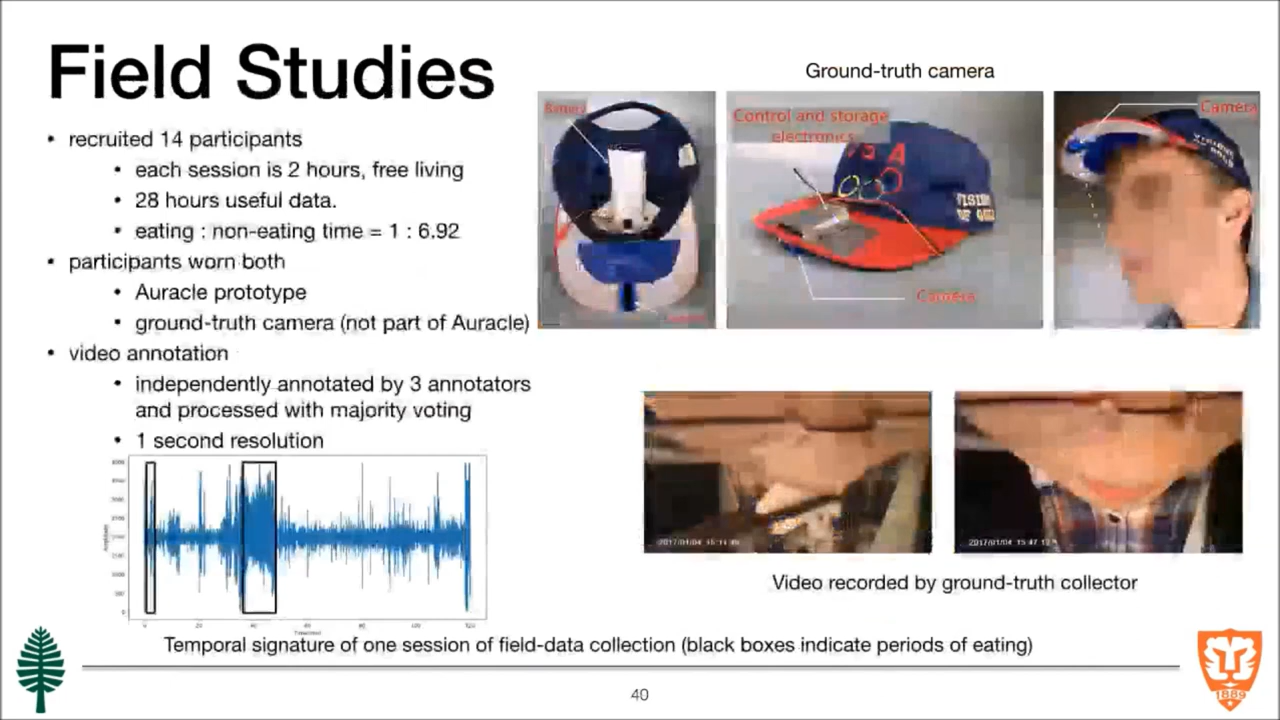 Field Studies
• recruited 14 participants
• each session is 2 hours, free living
• 28 hours useful data.
• eating : non-eating time = 1 : 6.92
• participants worn both
• Auracle prototype
• ground-truth camera (not part of Auracle)
• video annotation
• independently annotated by 3 annotators
and processed with majority voting
• 1 second resolution
Ground-truth camera
Battery
Control and storage
electronics
Camera
Camera
Video recorded by ground-truth collector
Temporal signature of one session of field-data collection (black boxes indicate periods of eating)
40
1889